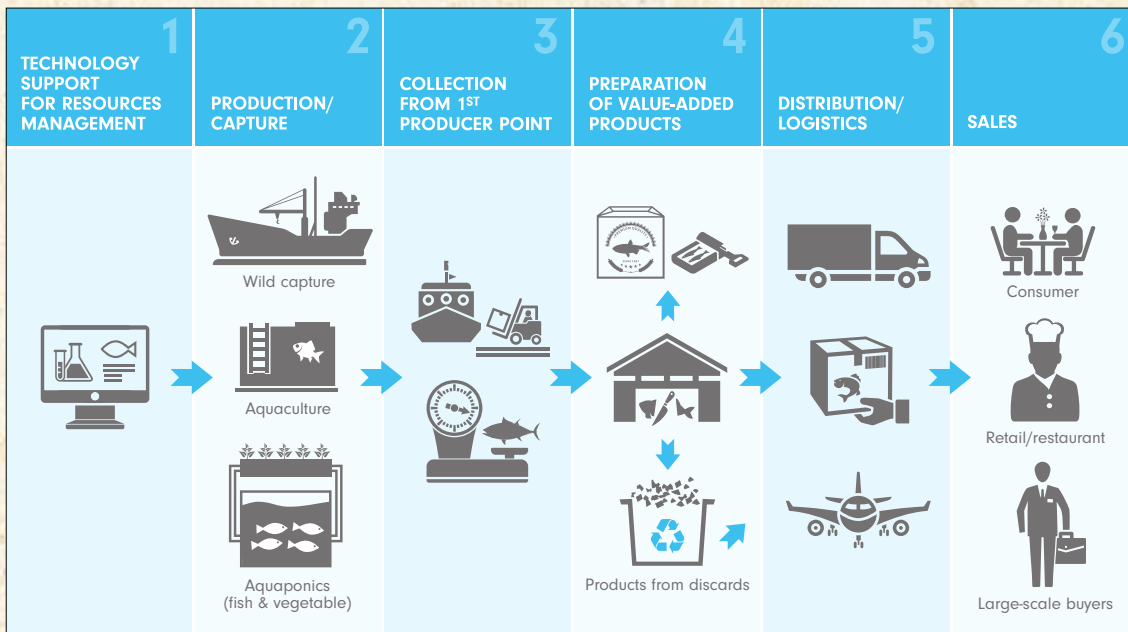 1
TECHNOLOGY
SUPPORT
FOR RESOURCES
MANAGEMENT
2
PRODUCTION/
CAPTURE
3
COLLECTION
FROM 1ST
PRODUCER POINT
4
PREPARATION
OF VALUE-ADDED
PRODUCTS
5
DISTRIBUTION/
LOGISTICS
6
SALES
Wild capture
Aquaculture
Aquaponics
(fish & vegetable)
PREMIUM QUALITY
Products from discards
Consumer
Retail/restaurant
Large-scale buyers